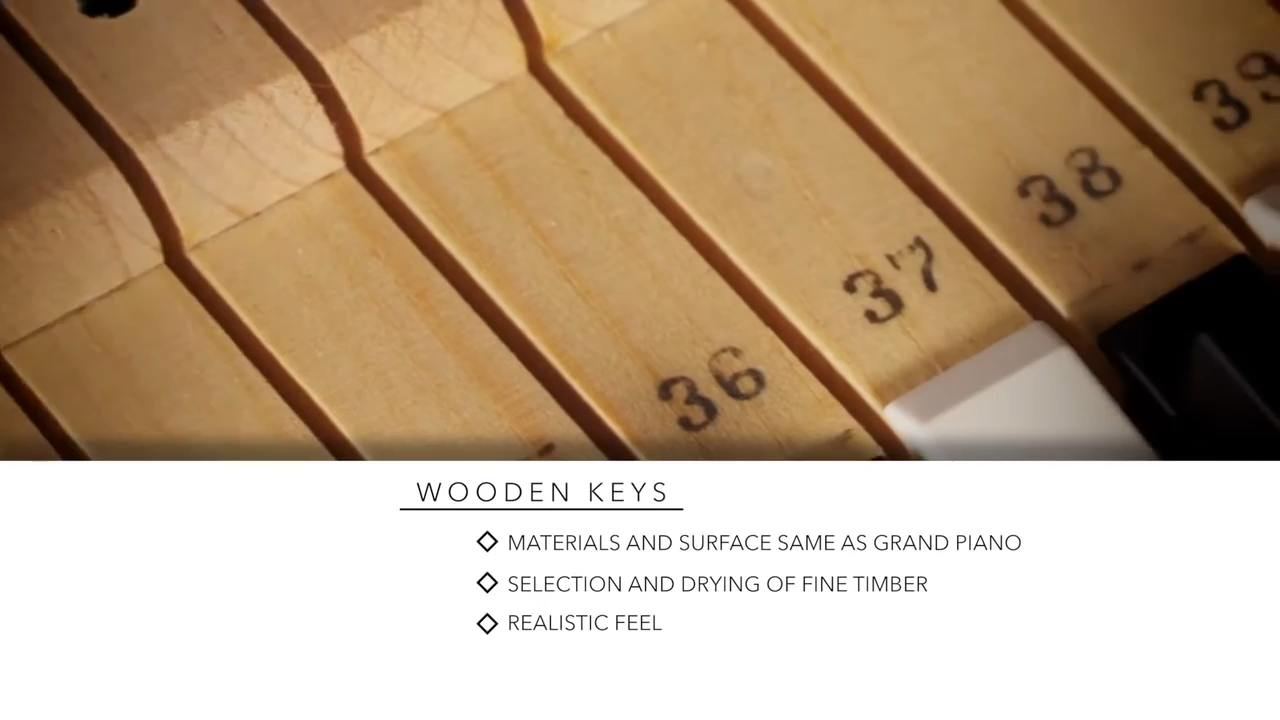 39
38
37
36
WOODEN KEYS
MATERIALS AND SURFACE SAME AS GRAND PIANO
SELECTION AND DRYING OF FINE TIMBER
REALISTIC FEEL